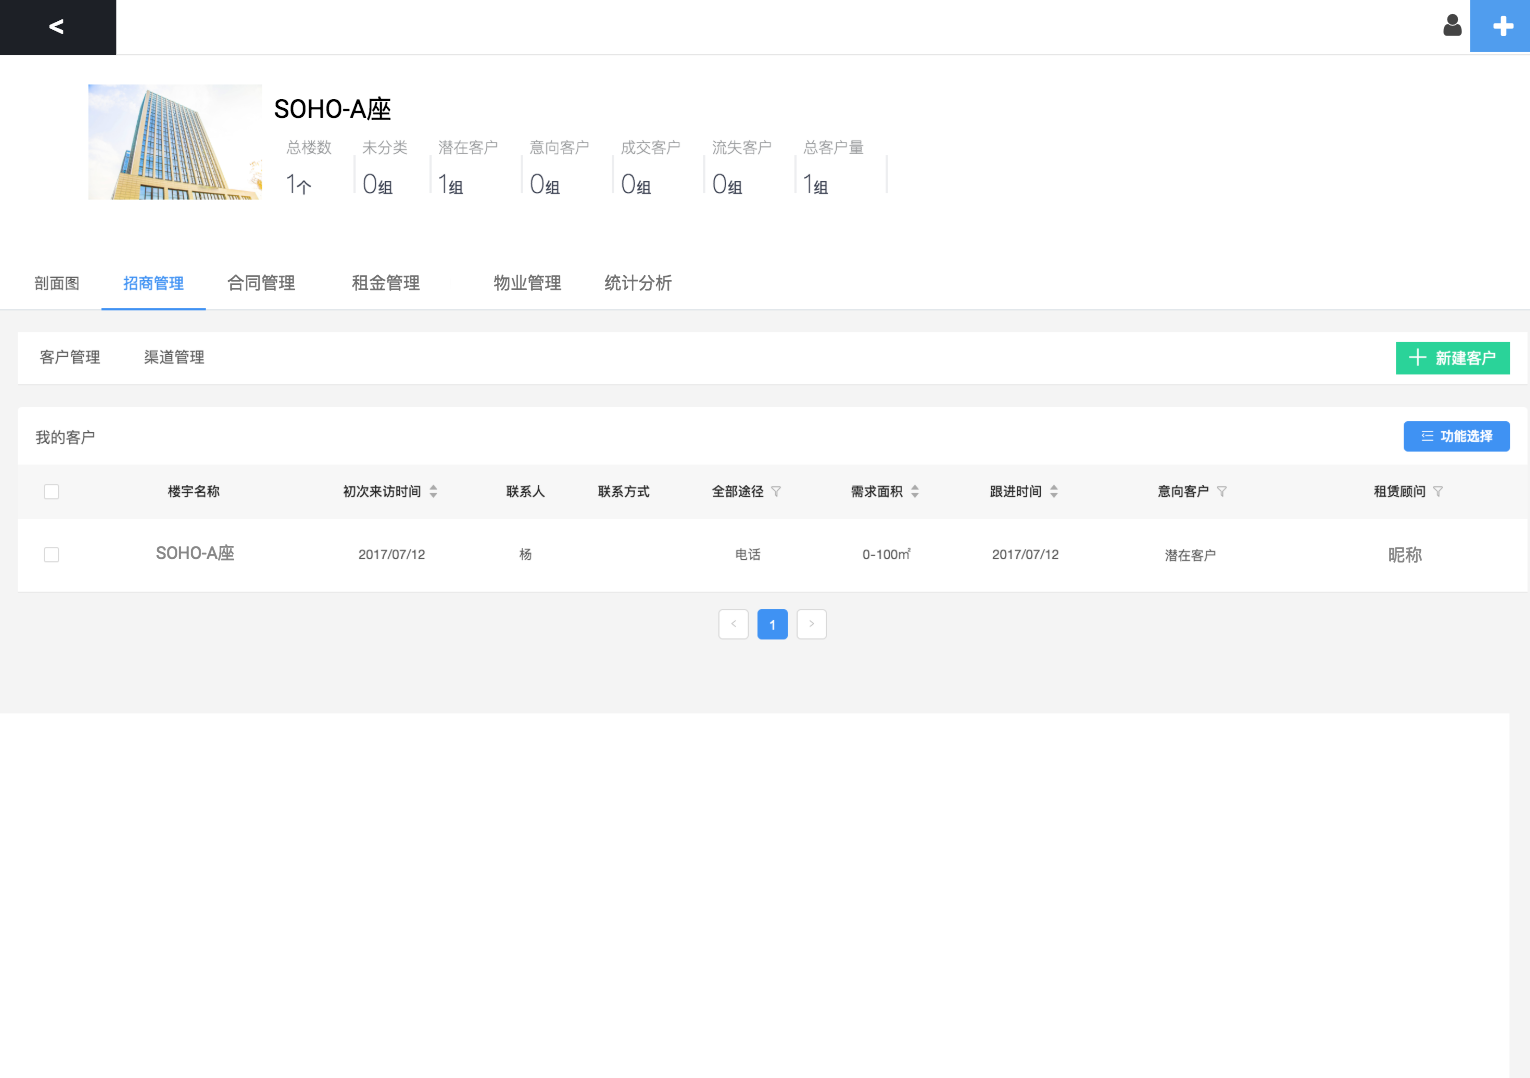 <
SOHO-A座
总楼数 未分类 潜在客户 意向客户 成交客户 流失客户 总客户量
1个 0组 1组 0组 0组 0组 1组
剖面图 招商管理 合同管理 租金管理 物业管理 统计分析
客户管理 渠道管理 新建客户
我的客户 功能选择
楼宇名称 初次来访时间 联系人 联系方式 全部途径 需求面积 跟进时间 意向客户 租赁顾问
SOHO-A座 2017/07/12 杨 电话 0-100㎡ 2017/07/12 潜在客户 昵称
< 1 >